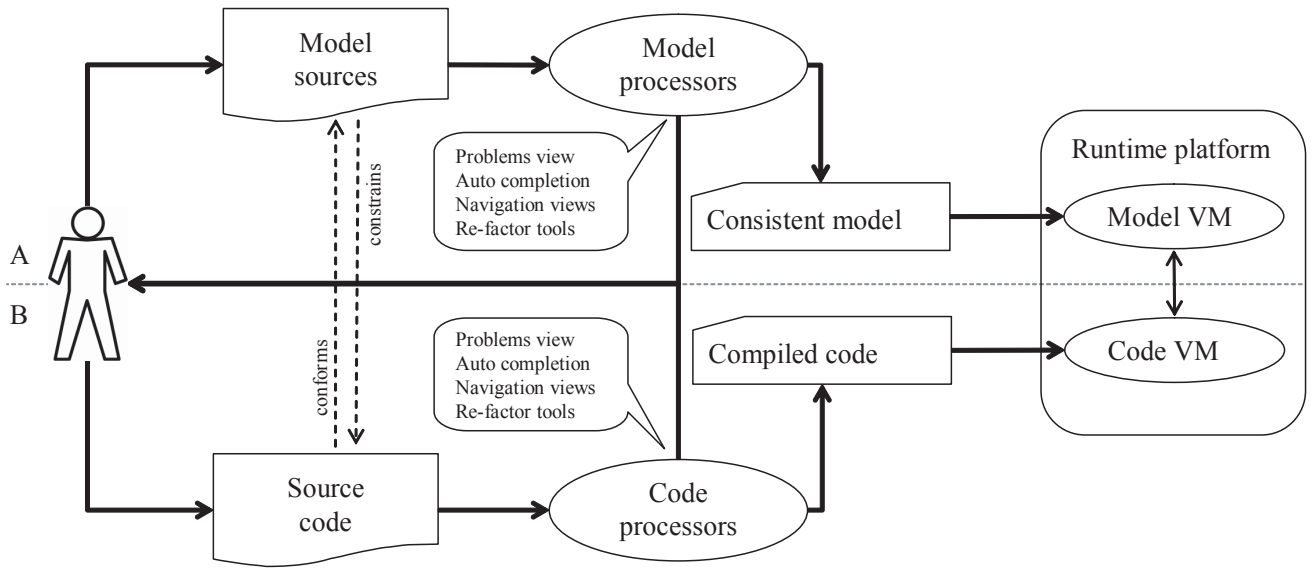 Model
sources
Model
processors
Problems view
Auto completion
Navigation views
Re-factor tools
constrains
conforms
Consistent model
Runtime platform
Model VM
A
B
Problems view
Auto completion
Navigation views
Re-factor tools
Compiled code
Code VM
Source
code
Code
processors